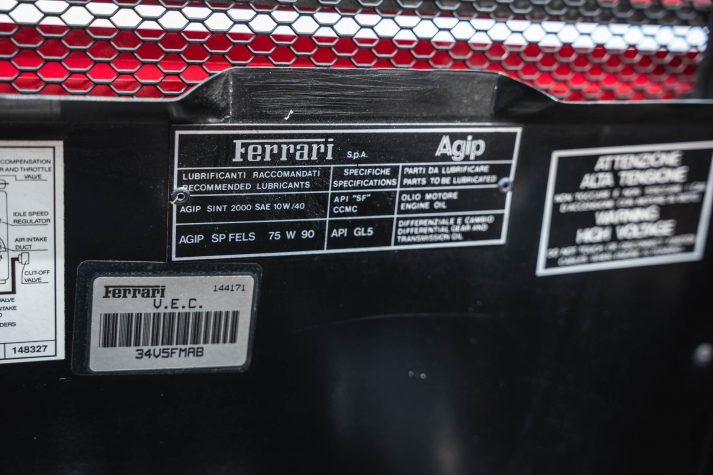 COMPENSATION
AR AND THROTTLE
VALVE
IDLE SPEED
REGULATOR
AIR INTAKE
DUCT
CUT-OFF
VALVE
VALVE
INTAKE
DERS
148327
Ferrari S.p.A. Agip
LUBRIFICANTI RACCOMANDATI
RECOMMENDED LUBRICANTS
SPECIFICHE
SPECIFICATIONS
PARTI DA LUBRIFICARE
PARTS TO BE LUBRICATED
AGIP SINT 2000 SAE 10W/40
API "SF"
CCMC
OLIO MOTORE
ENGINE OIL
AGIP SP FELS 75 W 90
API GL5
DIFFERENZIALE E CAMBIO
DIFFERENTIAL GEAR AND
TRANSMISSION OIL
Ferrari 144171
V.E.C.
34V5FMAB
ATTENZIONE
ALTA TENSIONE
WARNING
HIGH VOLTAGE